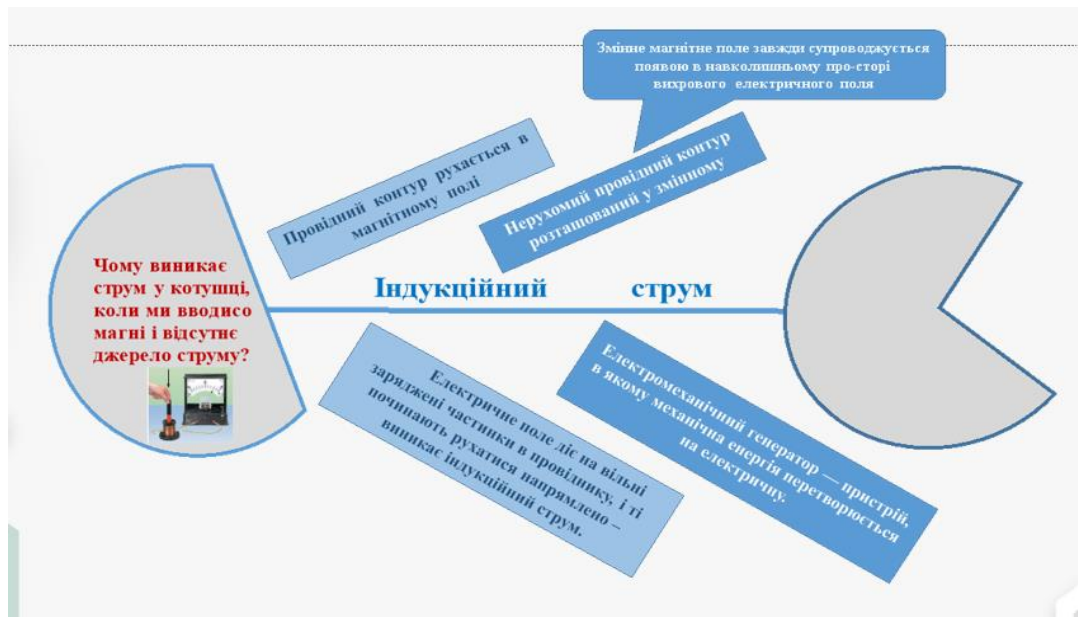 Змінне магнітне поле завжди супроводжується
появою в навколишньому про-сторі
вихрового електричного поля
Провідний контур рухається в
магнітному полі
Нерухомий провідний контур
розташований у змінному
Чому виникає
струм у котушці,
коли ми вводисо
магні і відсутнє
джерело струму?
Індукційний струм
Електричне поле діє на вільні
заряджені частинки в провіднику, і ті
починають рухатися напрямлено –
виникає індукційний струм.
Електромеханічний генератор — пристрій,
в якому механічна енергія перетворюється
на електричну.